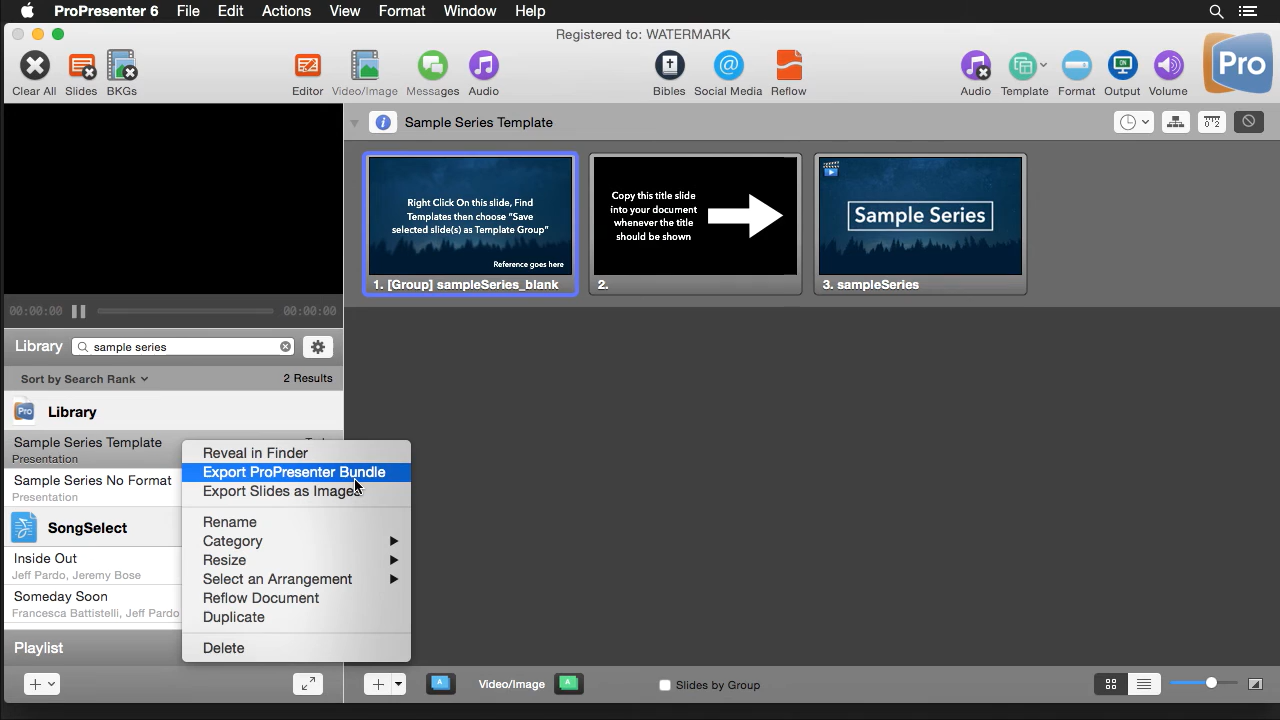 ProPresenter 6 File Edit Actions View Format Window Help
Registered to: WATERMARK
Clear All Slides BKGs Editor Video/Image Messages Audio Bibles Social Media Reflow Audio Template Format Output Volume
Pro
Sample Series Template
Right Click On this slide, Find
Templates then choose "Save
selected slide(s) as Template Group"
Reference goes here
1. [Group] sampleSeries_blank
Copy this title slide
into your document
whenever the title
should be shown
2.
Sample Series
3. sampleSeries
00:00:00 00:00:00
Library sample series
Sort by Search Rank 2 Results
Pro Library
Sample Series Template
Presentation
Sample Series No Format
Presentation
SongSelect
Inside Out
Jeff Pardo, Jeremy Bose
Someday Soon
Francesca Battistelli, Jeff Pardo
Playlist
Reveal in Finder
Export ProPresenter Bundle
Export Slides as Images
Rename
Category
Resize
Select an Arrangement
Reflow Document
Duplicate
Delete
Video/Image
Slides by Group